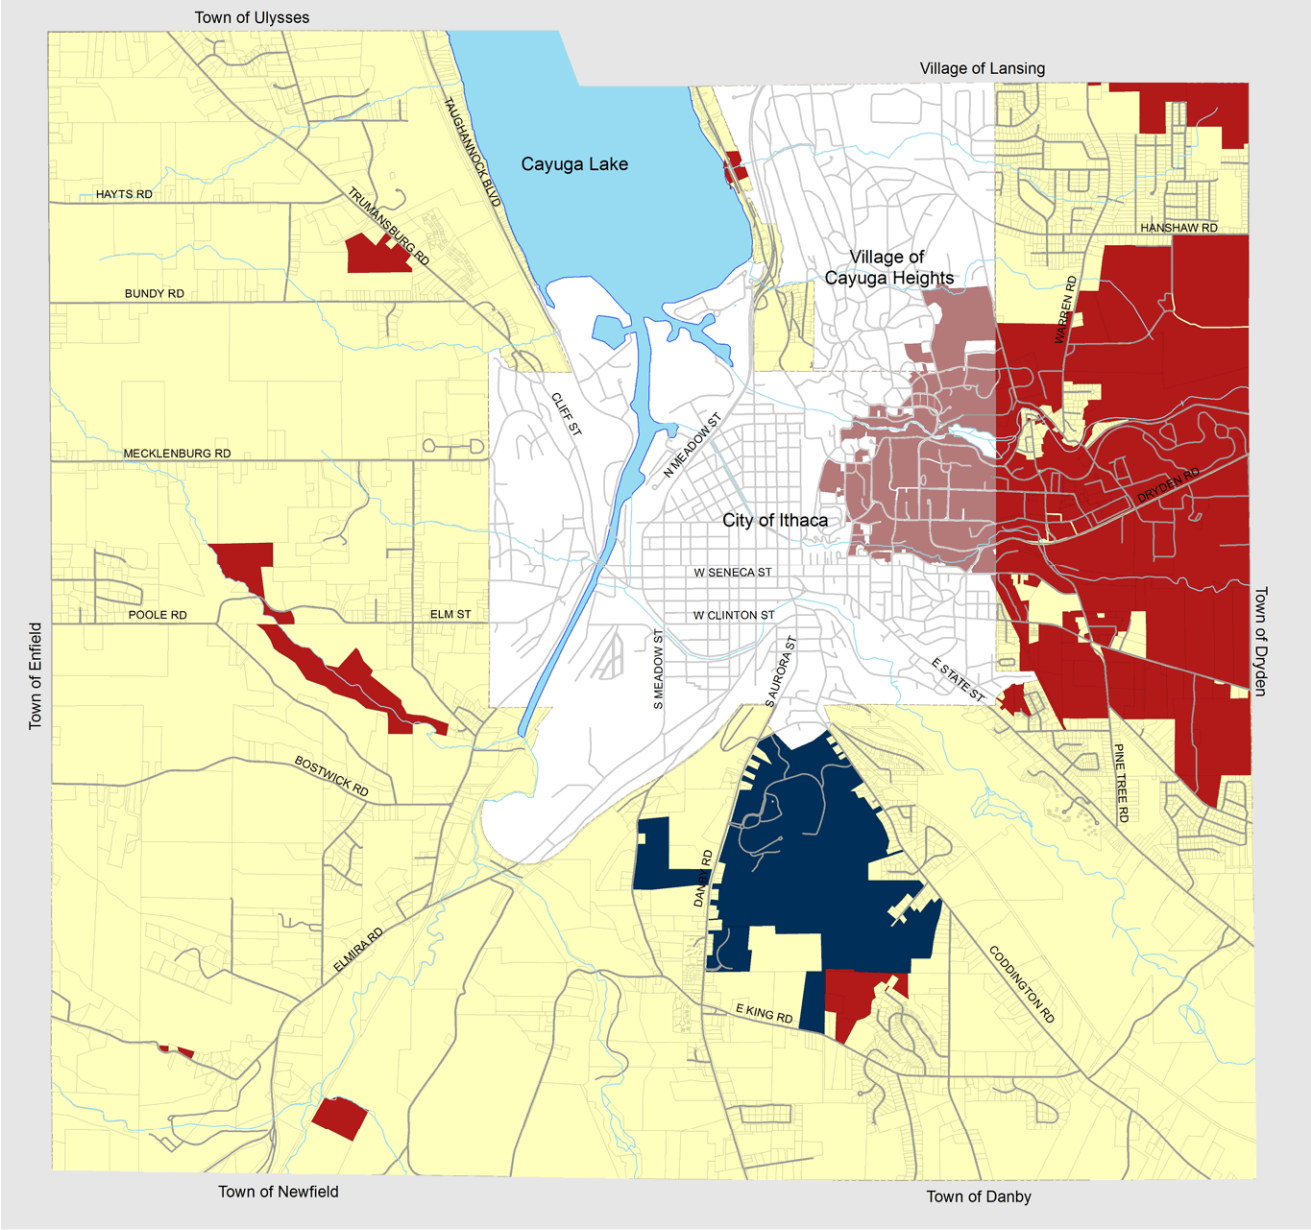 Town of Ulysses
Village of Lansing
TAUGHANNOCK BLVD
Cayuga Lake
HAYTS RD
TRUMANSBURG RD
HANSHAW RD
Village of
Cayuga Heights
BUNDY RD
WARREN RD
CLIFF ST
N MEADOW ST
MECKLENBURG RD
DRYDEN RD
City of Ithaca
W SENECA ST
POOLE RD
ELM ST
W CLINTON ST
Town of Enfield
S MEADOW ST
S AURORA ST
E STATE ST
Town of Dryden
BOSTWICK RD
PINE TREE RD
DANBY RD
ELMIRA RD
CODDINGTON RD
E KING RD
Town of Newfield
Town of Danby